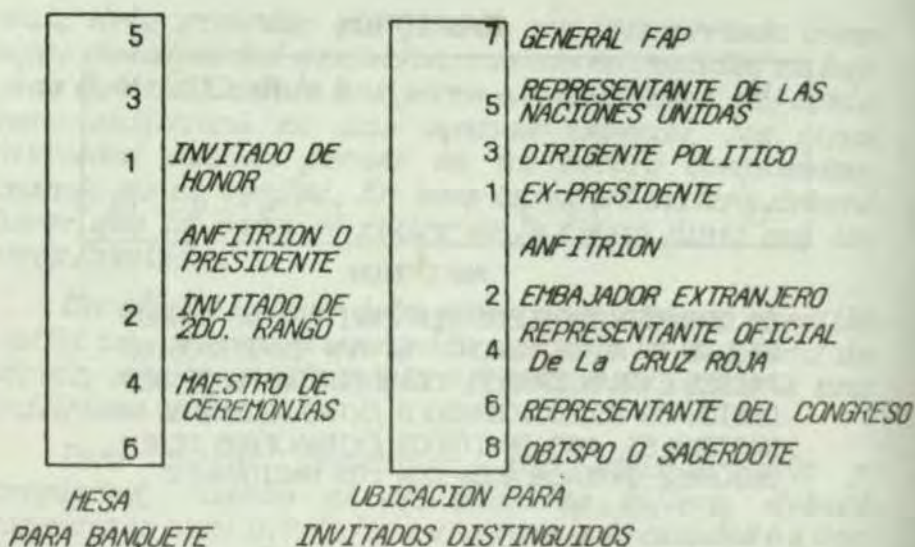 5
3
1 INVITADO DE
HONOR
ANFITRION O
PRESIDENTE
2 INVITADO DE
2DO. RANGO
4 MAESTRO DE
CEREMONIAS
6
MESA
PARA BANQUETE
7 GENERAL FAP
5 REPRESENTANTE DE LAS
NACIONES UNIDAS
3 DIRIGENTE POLITICO
1 EX-PRESIDENTE
ANFITRION
2 EMBAJADOR EXTRANJERO
4 REPRESENTANTE OFICIAL
De La CRUZ ROJA
6 REPRESENTANTE DEL CONGRESO
8 OBISPO O SACERDOTE
UBICACION PARA
INVITADOS DISTINGUIDOS